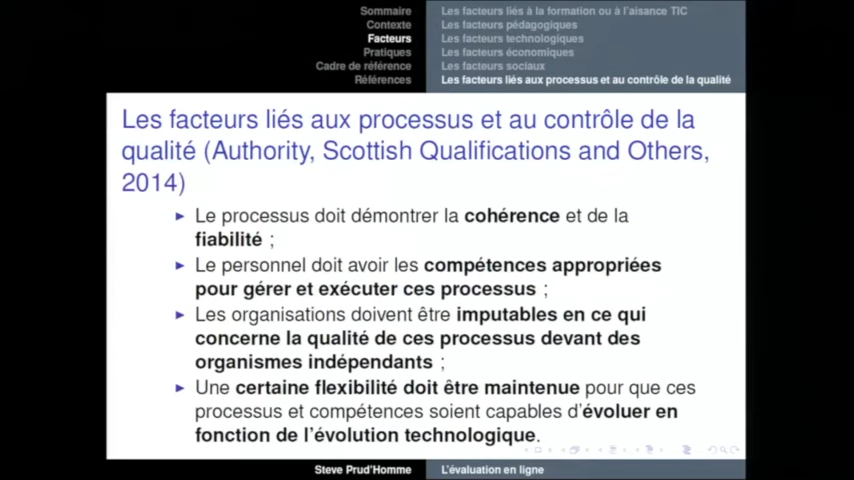 Sommaire
Contexte
Facteurs
Pratiques
Cadre de référence
Références
Les facteurs liés à la formation ou à l'aisance TIC
Les facteurs pédagogiques
Les facteurs technologiques
Les facteurs économiques
Les facteurs sociaux
Les facteurs liés aux processus et au contrôle de la qualité
Les facteurs liés aux processus et au contrôle de la
qualité (Authority, Scottish Qualifications and Others,
2014)
Le processus doit démontrer la cohérence et de la
fiabilité ;
Le personnel doit avoir les compétences appropriées
pour gérer et exécuter ces processus ;
Les organisations doivent être imputables en ce qui
concerne la qualité de ces processus devant des
organismes indépendants ;
Une certaine flexibilité doit être maintenue pour que ces
processus et compétences soient capables d'évoluer en
fonction de l'évolution technologique.
Steve Prud'Homme
L'évaluation en ligne